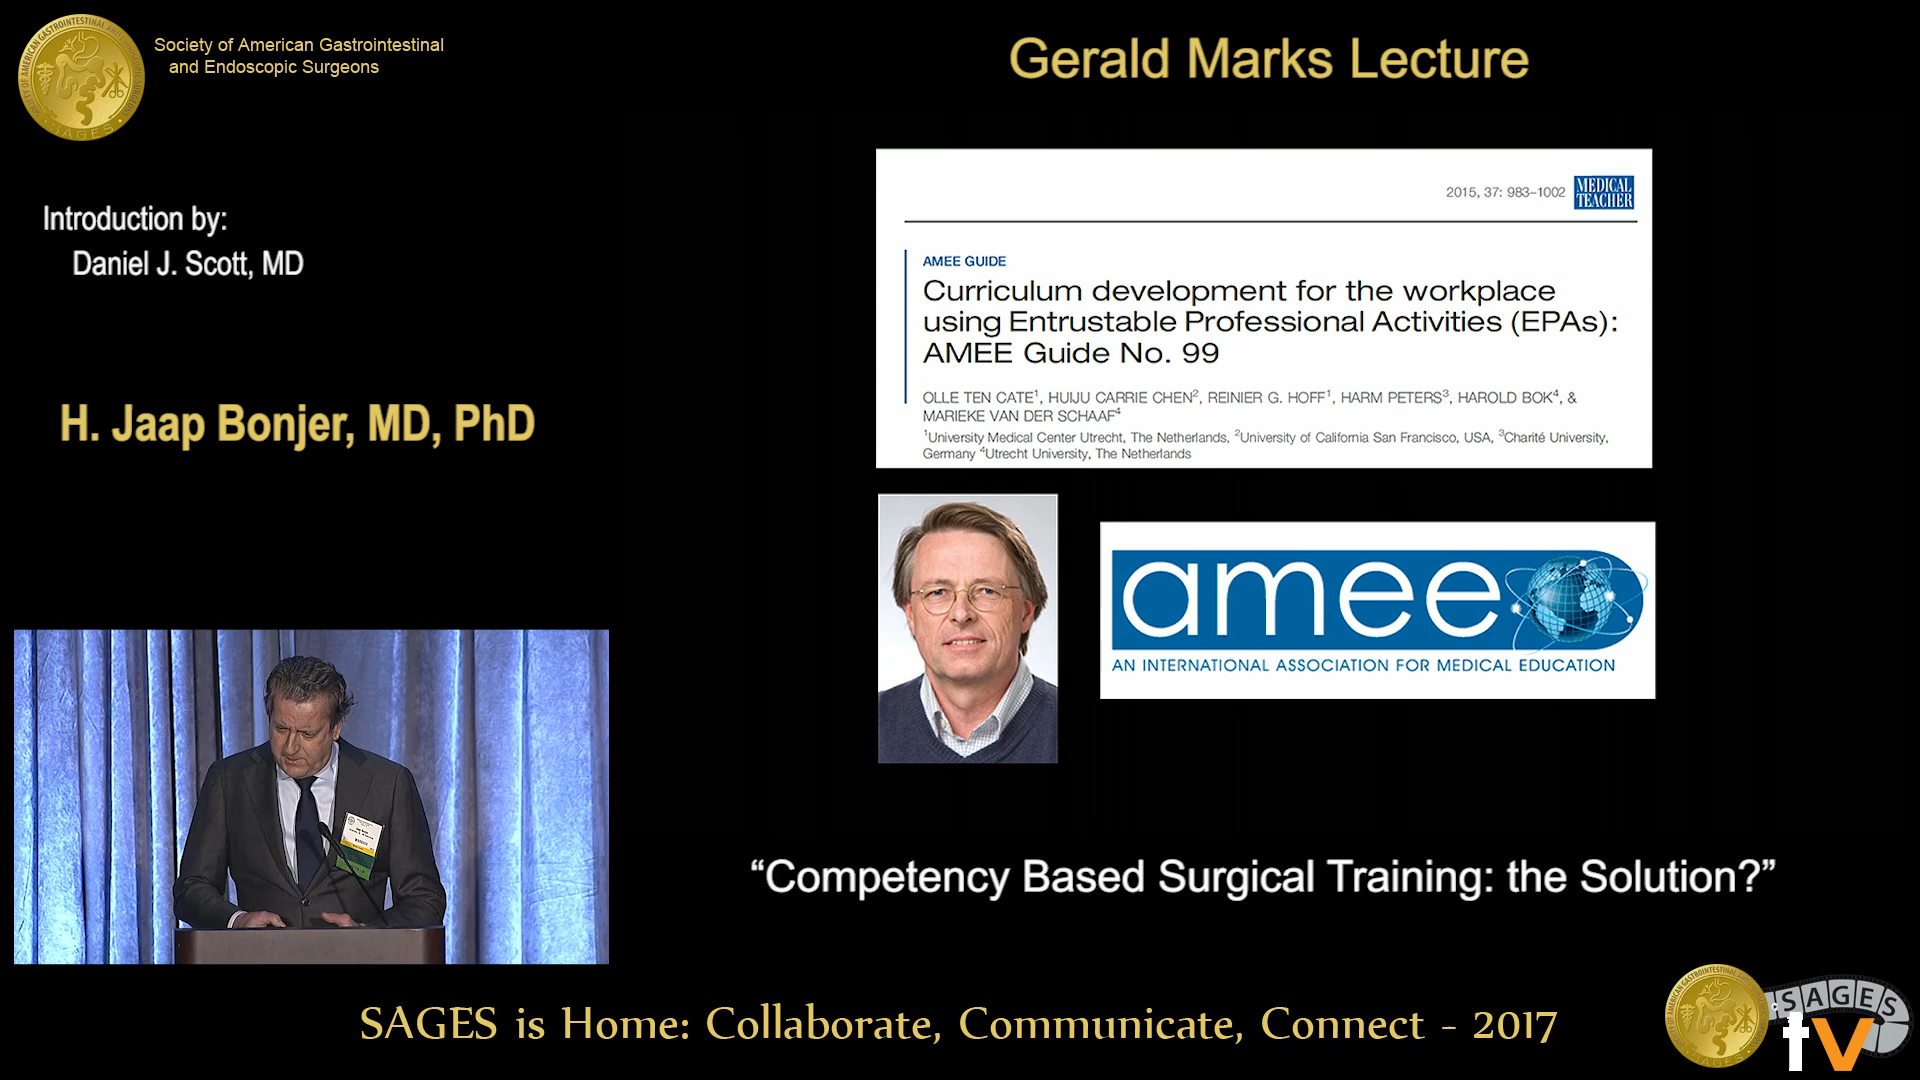 Society of American Gastrointestinal
and Endoscopic Surgeons
Gerald Marks Lecture
Introduction by:
Daniel J. Scott, MD
H. Jaap Bonjer, MD, PhD
2015, 37: 983–1002
MEDICAL
TEACHER
AMEE GUIDE
Curriculum development for the workplace
using Entrustable Professional Activities (EPAs):
AMEE Guide No. 99
OLLE TEN CATE¹, HUIJU CARRIE CHEN², REINIER G. HOFF¹, HARM PETERS³, HAROLD BOK⁴, &
MARIEKE VAN DER SCHAAF⁴
¹University Medical Center Utrecht, The Netherlands, ²University of California San Francisco, USA, ³Charité University,
Germany ⁴Utrecht University, The Netherlands
amee
AN INTERNATIONAL ASSOCIATION FOR MEDICAL EDUCATION
“Competency Based Surgical Training: the Solution?”
SAGES is Home: Collaborate, Communicate, Connect - 2017
SAGES
tv